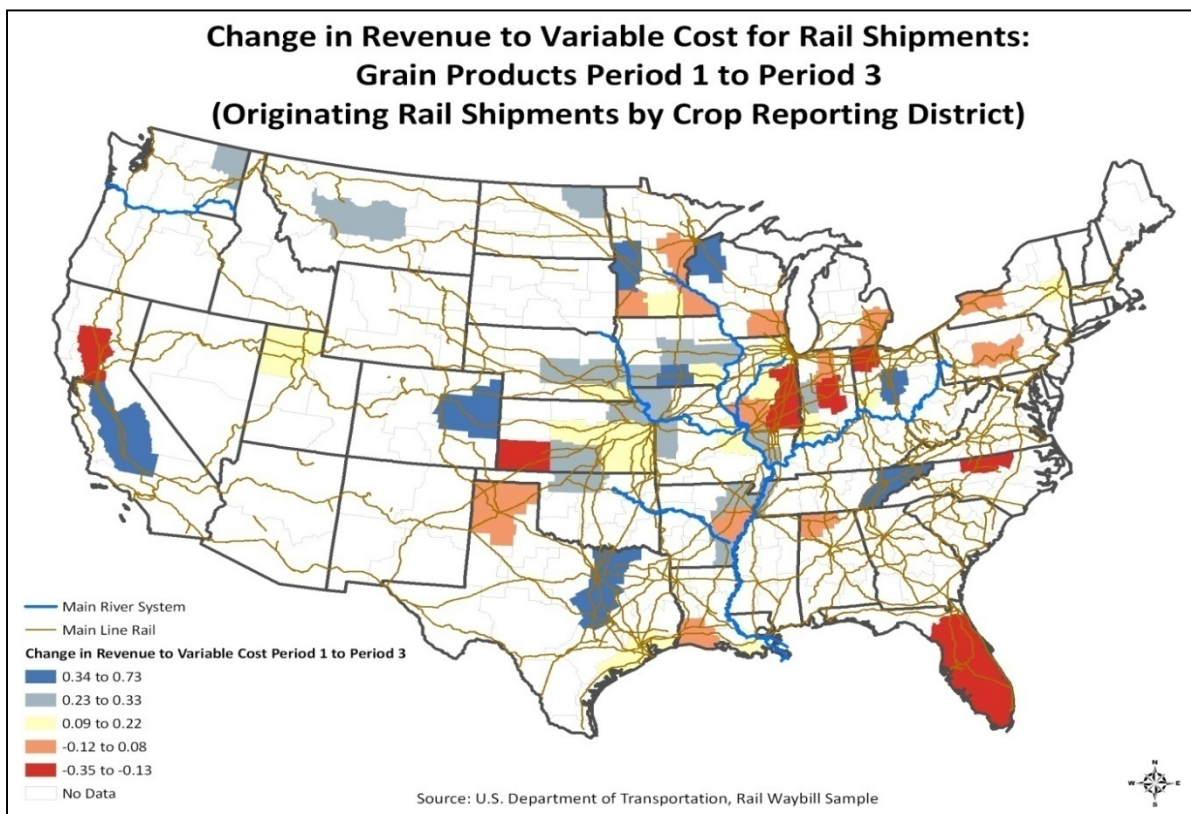 Change in Revenue to Variable Cost for Rail Shipments:
Grain Products Period 1 to Period 3
(Originating Rail Shipments by Crop Reporting District)
Main River System
Main Line Rail
Change in Revenue to Variable Cost Period 1 to Period 3
0.34 to 0.73
0.23 to 0.33
0.09 to 0.22
-0.12 to 0.08
-0.35 to -0.13
No Data
Source: U.S. Department of Transportation, Rail Waybill Sample
N
W E
S